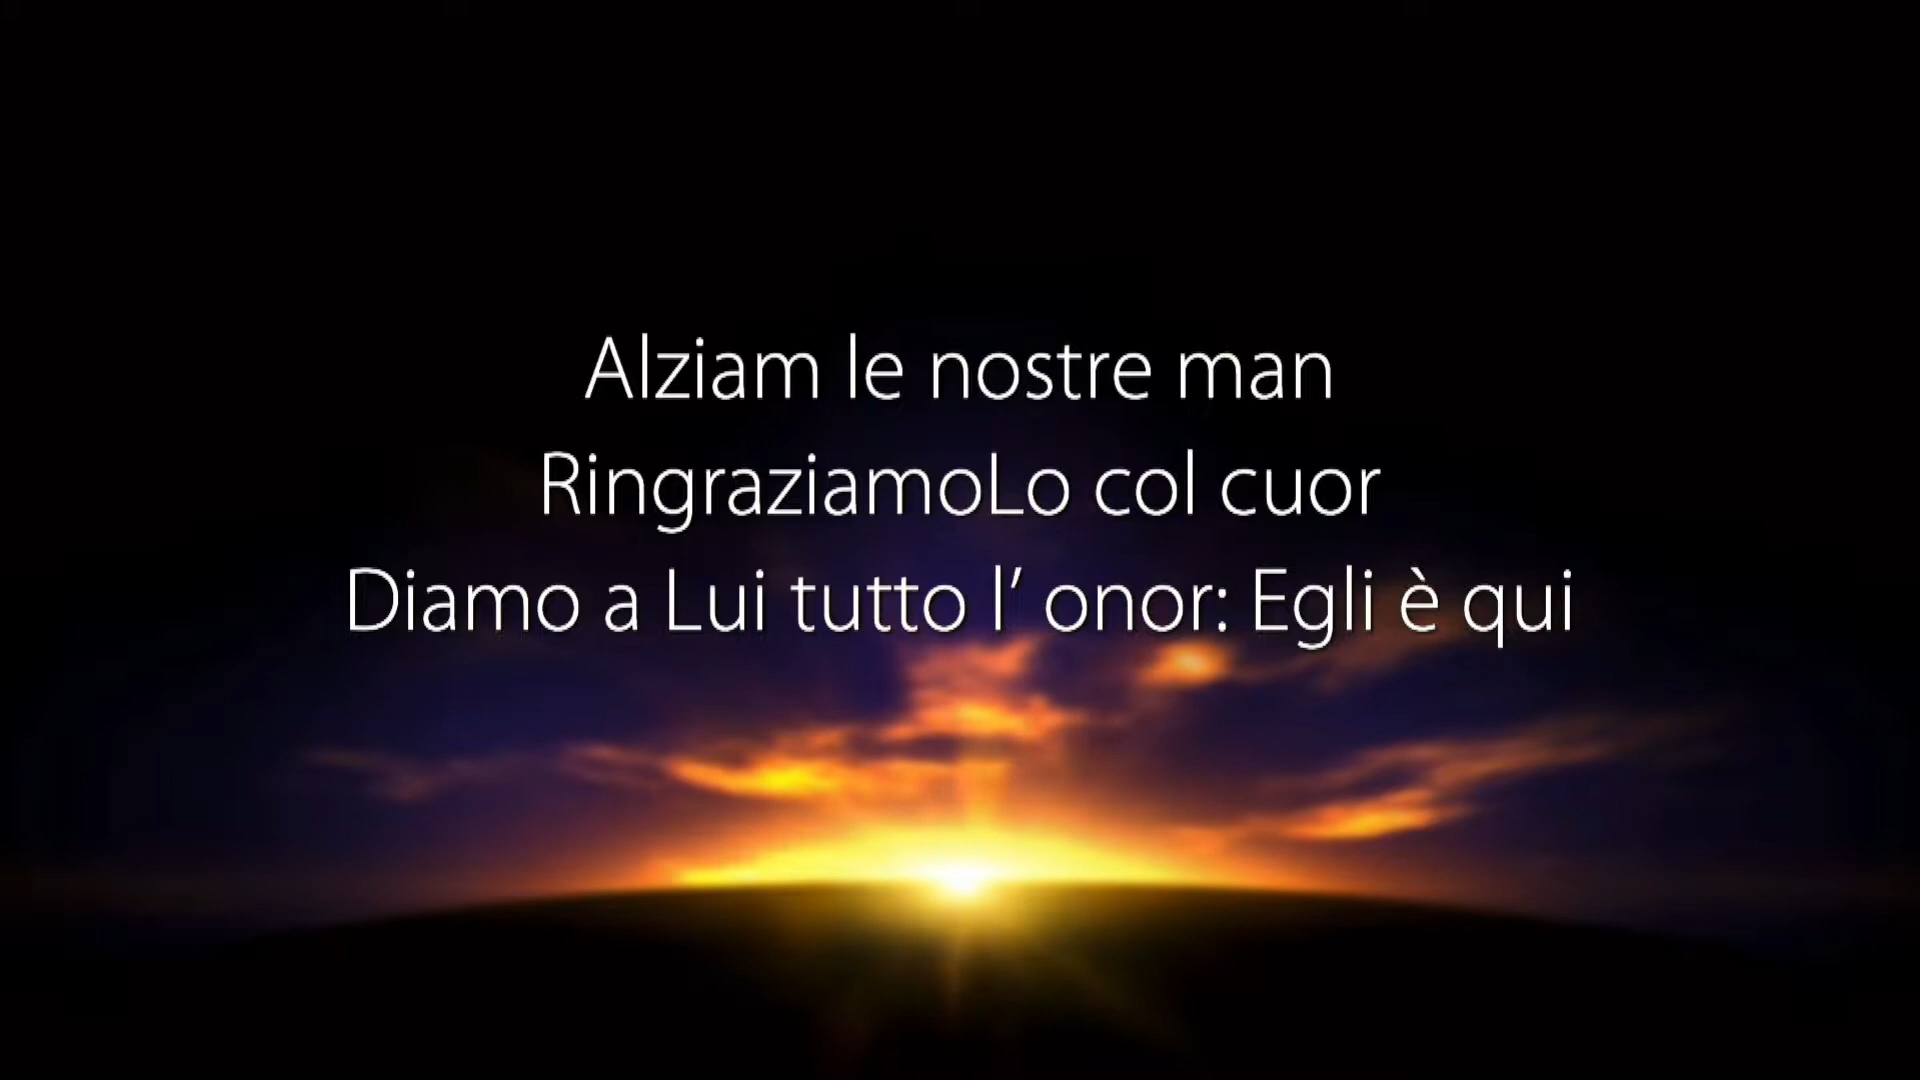 Alziam le nostre man
RingraziamoLo col cuor
Diamo a Lui tutto l’ onor: Egli è qui